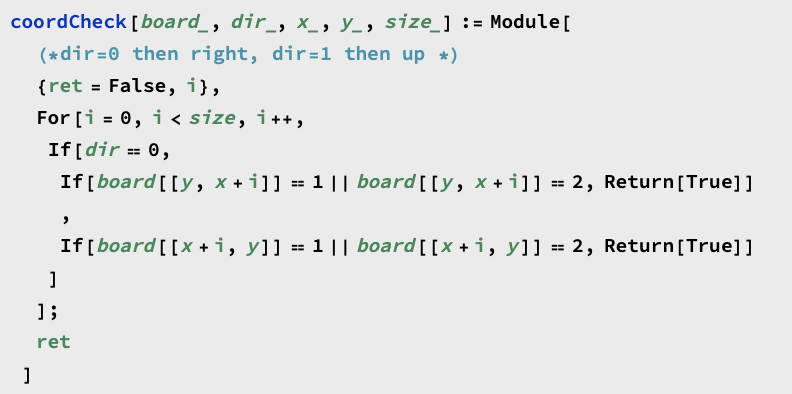 coordCheck[board_, dir_, x_, y_, size_] := Module[
(*dir=0 then right, dir=1 then up *)
{ret = False, i},
For[i = 0, i < size, i++,
If[dir == 0,
If[board[[y, x + i]] == 1 || board[[y, x + i]] == 2, Return[True]]
,
If[board[[x + i, y]] == 1 || board[[x + i, y]] == 2, Return[True]]
]
];
ret
]